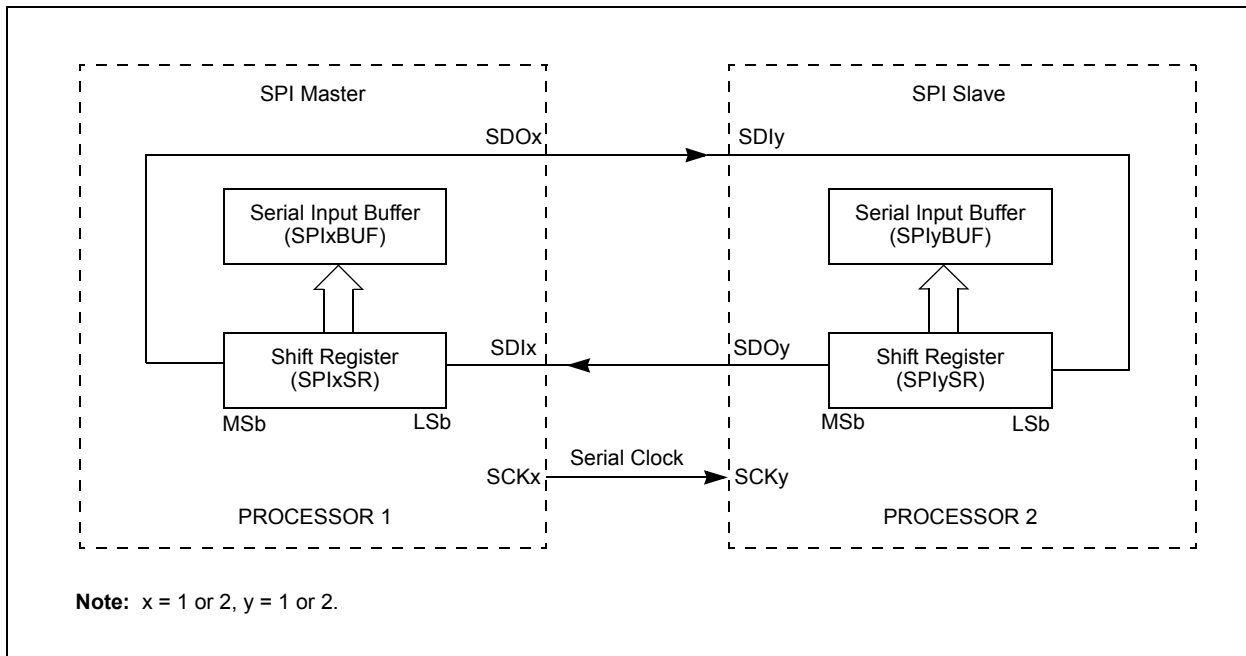 SPI Master
SPI Slave
SDOx
SDIy
Serial Input Buffer
(SPIxBUF)
Serial Input Buffer
(SPIyBUF)
Shift Register
(SPIxSR)
SDIx
SDOy
Shift Register
(SPIySR)
MSb
LSb
MSb
LSb
SCKx
Serial Clock
SCKy
PROCESSOR 1
PROCESSOR 2
Note: x = 1 or 2, y = 1 or 2.